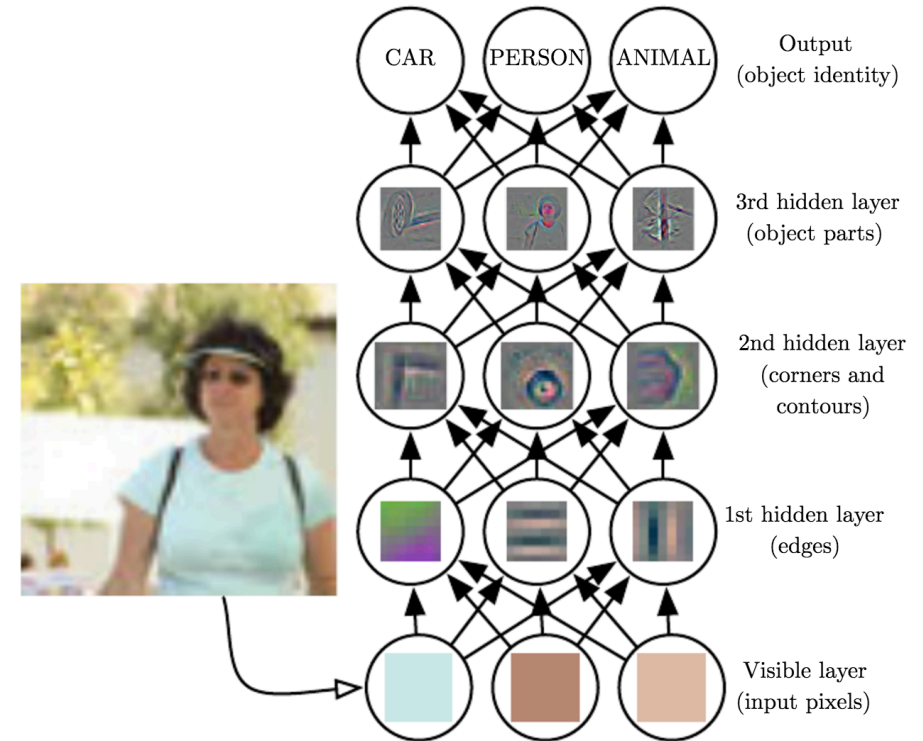 CAR PERSON ANIMAL
Output
(object identity)
3rd hidden layer
(object parts)
2nd hidden layer
(corners and
contours)
1st hidden layer
(edges)
Visible layer
(input pixels)